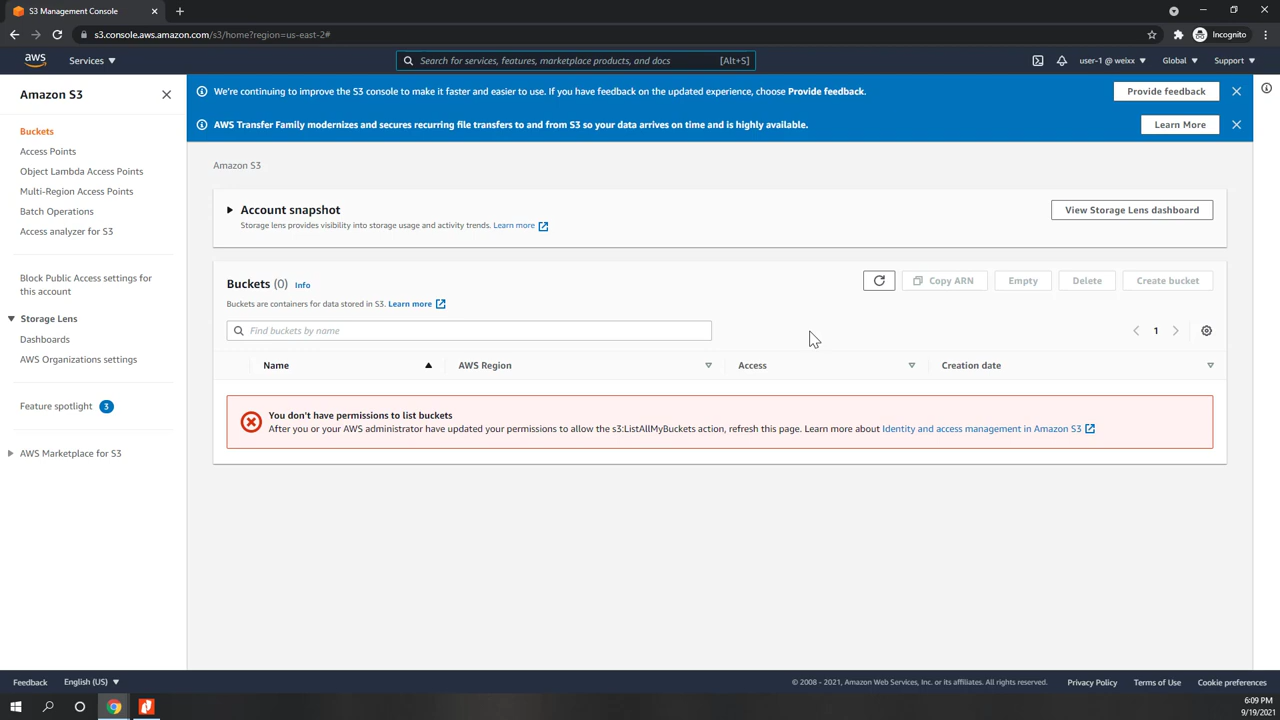 S3 Management Console
s3.console.aws.amazon.com/s3/home?region=us-east-2#
Incognito
aws
Services
Search for services, features, marketplace products, and docs
[Alt+S]
user-1 @ weixx
Global
Support
Amazon S3
We're continuing to improve the S3 console to make it faster and easier to use. If you have feedback on the updated experience, choose Provide feedback.
Provide feedback
AWS Transfer Family modernizes and secures recurring file transfers to and from S3 so your data arrives on time and is highly available.
Learn More
Buckets
Access Points
Object Lambda Access Points
Multi-Region Access Points
Batch Operations
Access analyzer for S3
Block Public Access settings for
this account
Storage Lens
Dashboards
AWS Organizations settings
Feature spotlight 3
AWS Marketplace for S3
Amazon S3
Account snapshot
View Storage Lens dashboard
Storage lens provides visibility into storage usage and activity trends. Learn more
Buckets (0) Info
Copy ARN
Empty
Delete
Create bucket
Buckets are containers for data stored in S3. Learn more
Find buckets by name
1
Name
AWS Region
Access
Creation date
You don't have permissions to list buckets
After you or your AWS administrator have updated your permissions to allow the s3:ListAllMyBuckets action, refresh this page. Learn more about Identity and access management in Amazon S3
Feedback
English (US)
© 2008 - 2021, Amazon Web Services, Inc. or its affiliates. All rights reserved.
Privacy Policy
Terms of Use
Cookie preferences
6:09 PM
9/19/2021